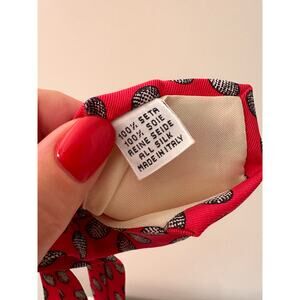 100% SETA
100% SOIE
REINE SEIDE
ALL SILK
MADE IN ITALY